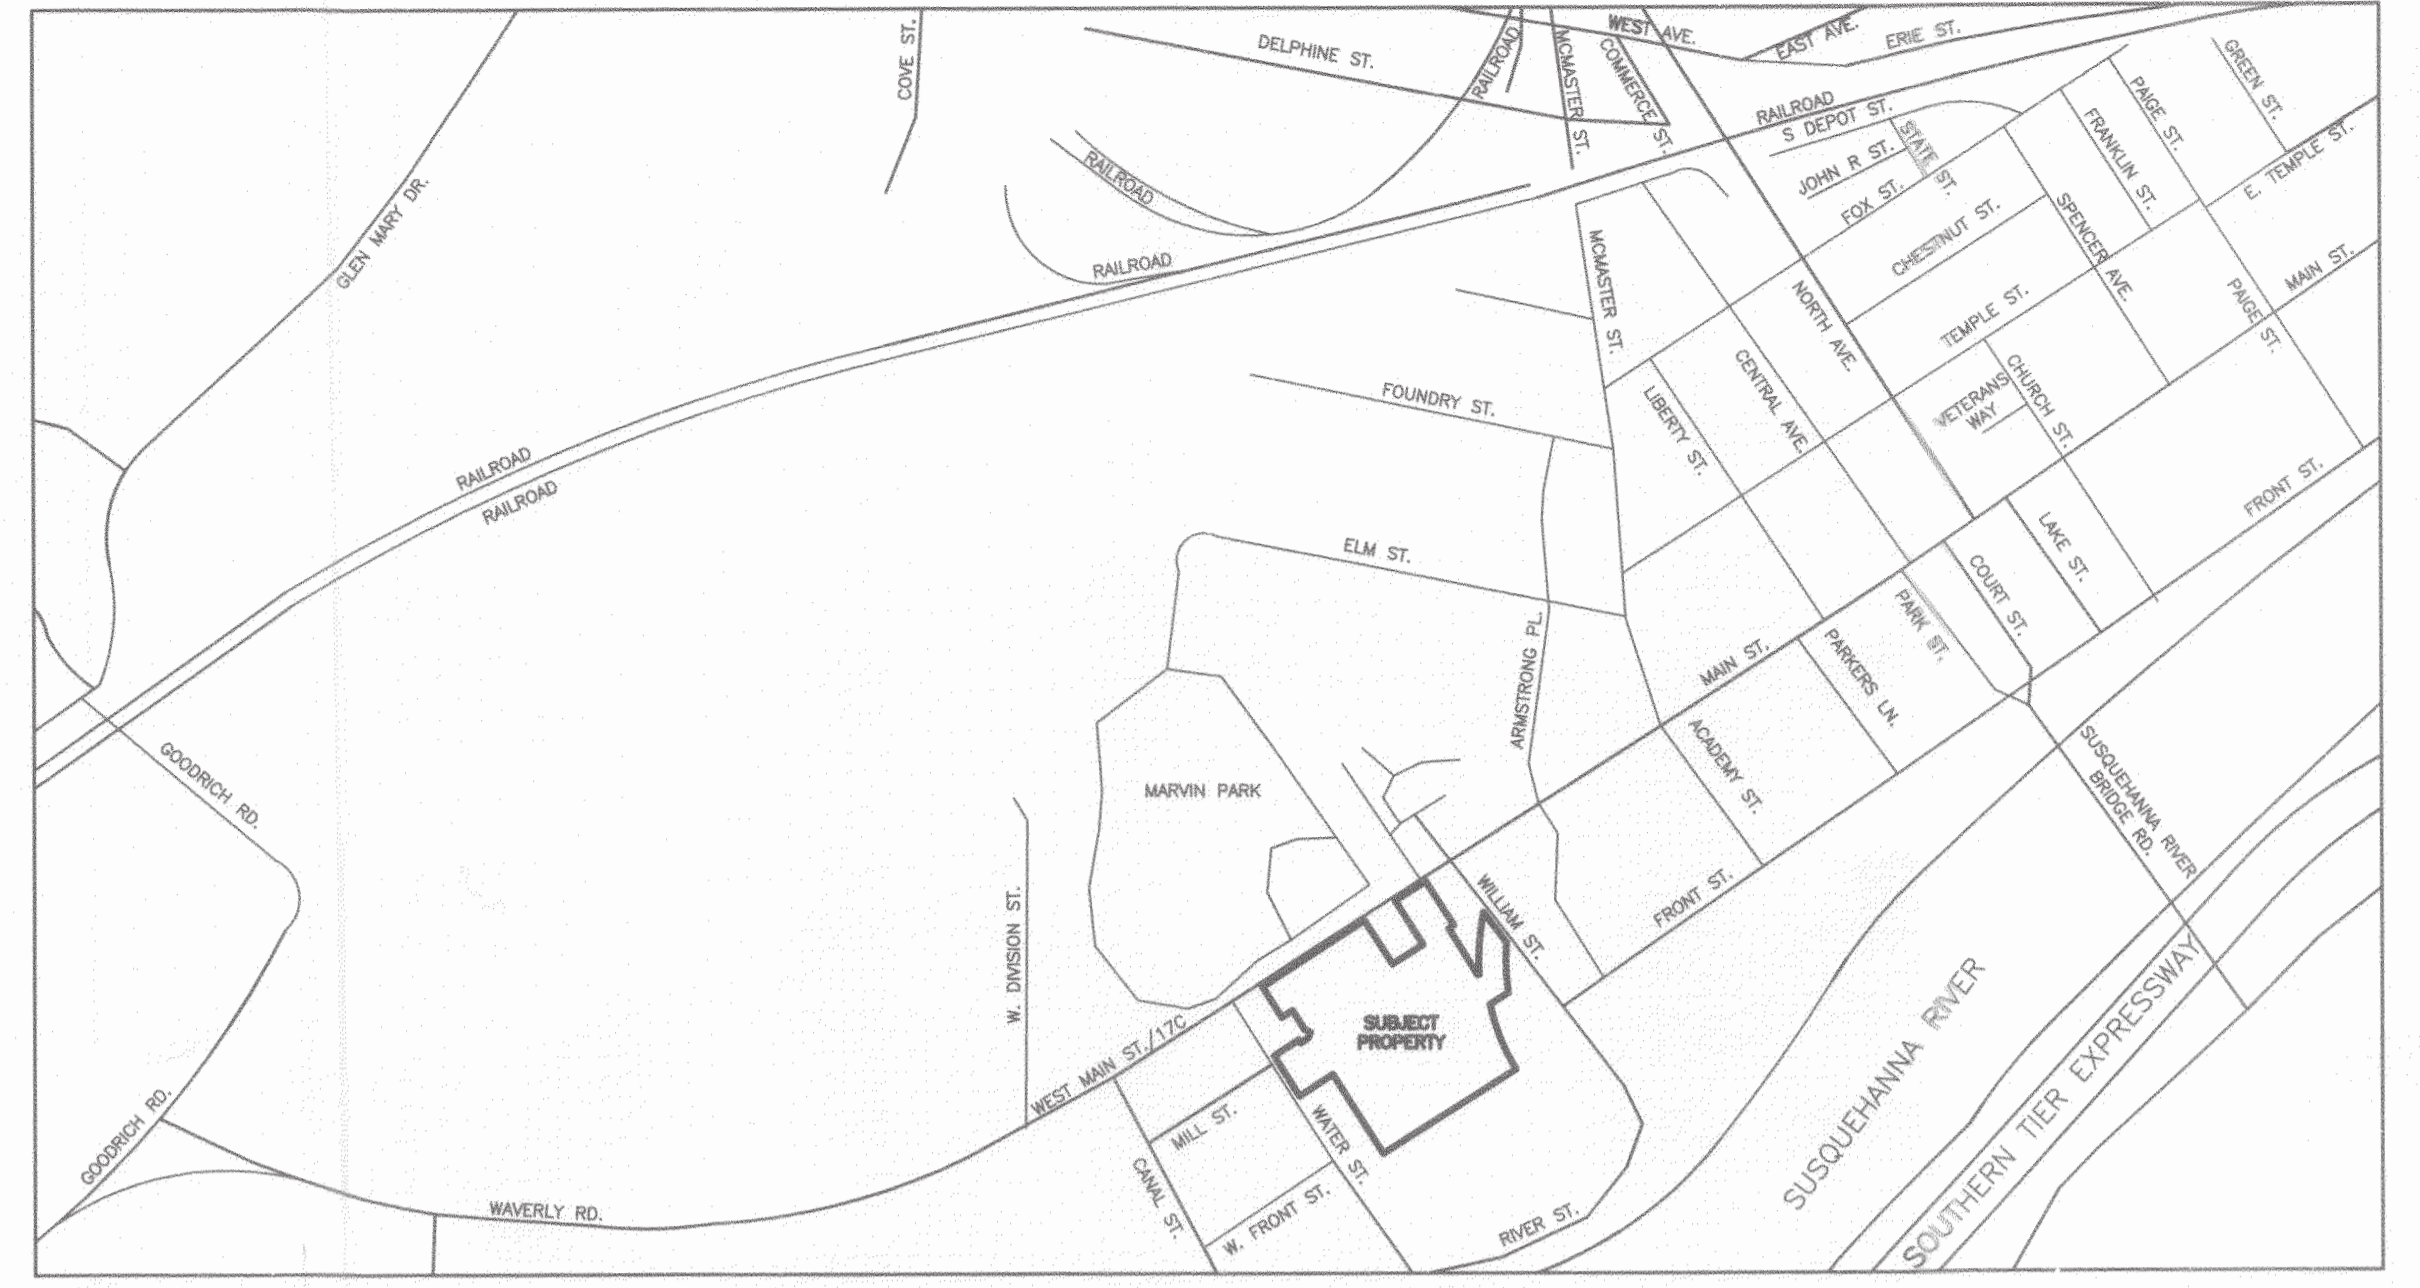 COVE ST.
DELPHINE ST.
RAILROAD
MCMASTER ST.
COMMERCE ST.
WEST AVE.
EAST AVE.
ERIE ST.
GREEN ST.
PAIGE ST.
FRANKLIN ST.
E. TEMPLE ST.
RAILROAD
S DEPOT ST.
STATE ST.
JOHN R ST.
FOX ST.
CHESTNUT ST.
SPENCER AVE.
GLEN MARY DR.
RAILROAD
RAILROAD
MCMASTER ST.
NORTH AVE.
TEMPLE ST.
MAIN ST.
PAIGE ST.
CENTRAL AVE.
LIBERTY ST.
VETERANS
WAY
CHURCH ST.
FOUNDRY ST.
RAILROAD
RAILROAD
FRONT ST.
LAKE ST.
COURT ST.
PARK ST.
ELM ST.
ARMSTRONG PL.
MAIN ST.
PARKERS LN.
ACADEMY ST.
SUSQUEHANNA RIVER
BRIDGE RD.
GOODRICH RD.
MARVIN PARK
W. DIVISION ST.
WILLIAM ST.
FRONT ST.
SUBJECT
PROPERTY
WEST MAIN ST./17C
SUSQUEHANNA RIVER
SOUTHERN TIER EXPRESSWAY
GOODRICH RD.
MILL ST.
WATER ST.
CANAL ST.
W. FRONT ST.
RIVER ST.
WAVERLY RD.